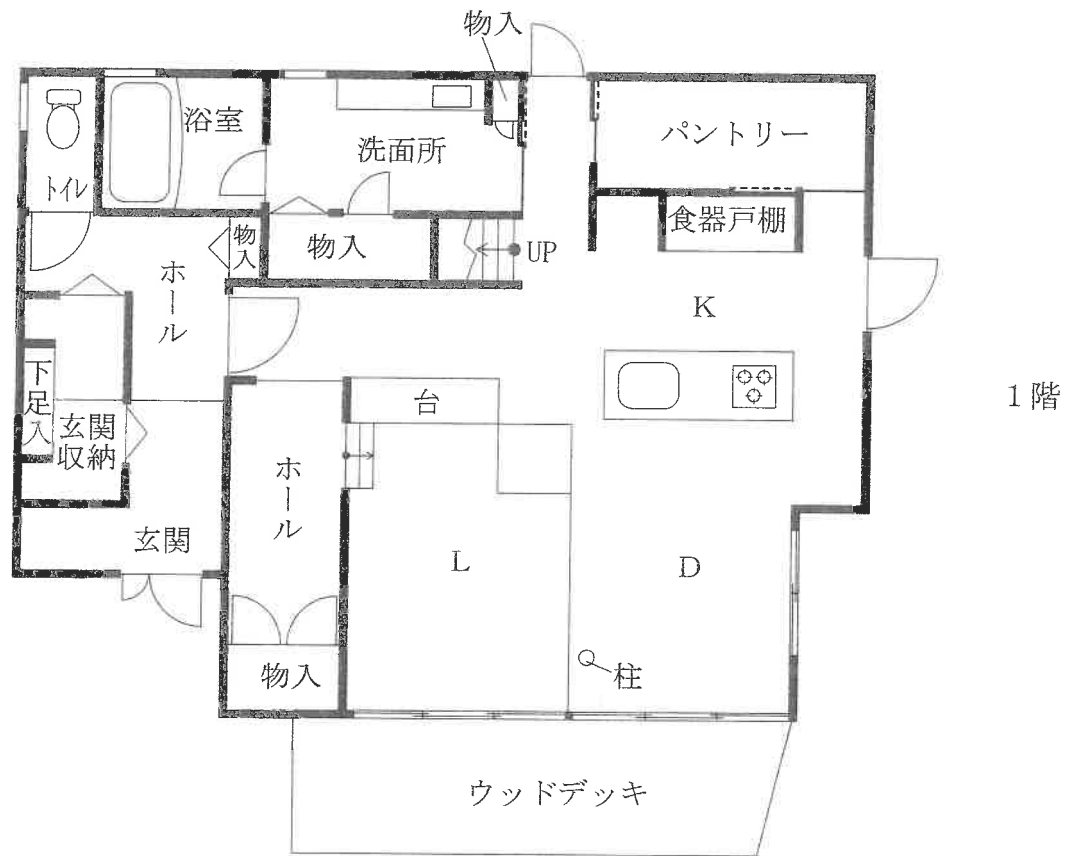 物入
浴室
洗面所
パントリー
トイレ
食器戸棚
物入
物入
UP
ホール
K
下足入
台
1階
玄関
収納
ホール
玄関
L
D
物入
柱
ウッドデッキ